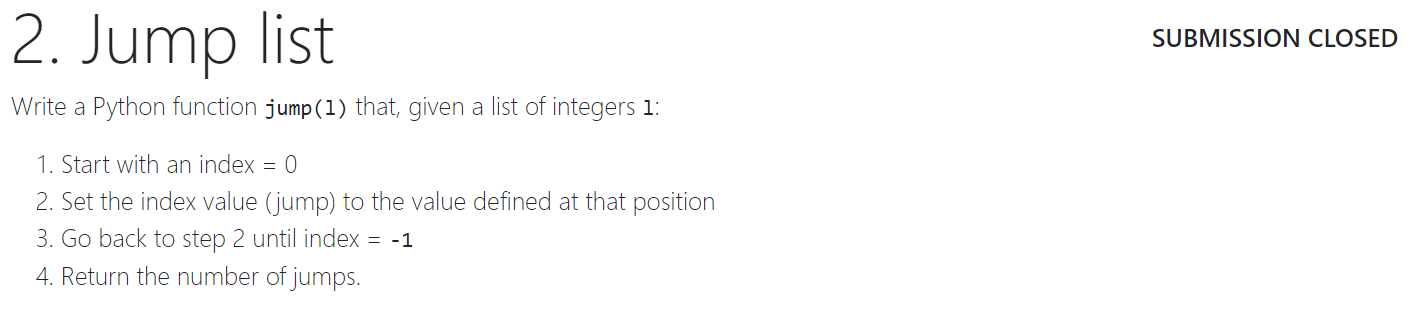 2. Jump list
SUBMISSION CLOSED
Write a Python function jump(l) that, given a list of integers l:
1. Start with an index = 0
2. Set the index value (jump) to the value defined at that position
3. Go back to step 2 until index = -1
4. Return the number of jumps.